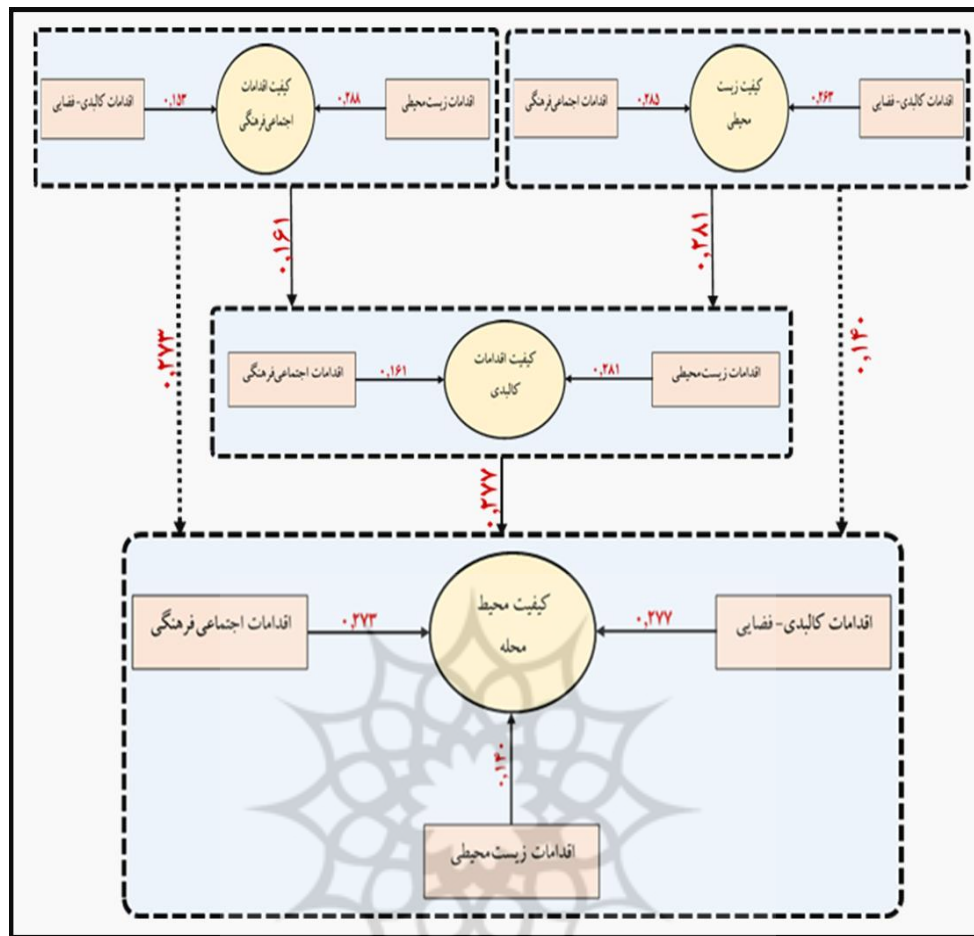 اقدامات کالبدی- فضایی
۰,۲۶۳
کیفیت زیست
محیطی
۰,۲۸۵
اقدامات اجتماعی‌فرهنگی
اقدامات زیست‌محیطی
۰,۲۸۸
کیفیت اقدامات
اجتماعی‌فرهنگی
۰,۱۵۳
اقدامات کالبدی- فضایی
۰,۱۴۰
۰,۲۸۱
۰,۱۶۱
۰,۲۷۳
اقدامات زیست‌محیطی
۰,۲۸۱
کیفیت اقدامات
کالبدی
۰,۱۶۱
اقدامات اجتماعی‌فرهنگی
۰,۲۷۷
اقدامات کالبدی- فضایی
۰,۲۷۷
کیفیت محیط
محله
۰,۲۷۳
اقدامات اجتماعی‌فرهنگی
۰,۱۴۰
اقدامات زیست‌محیطی